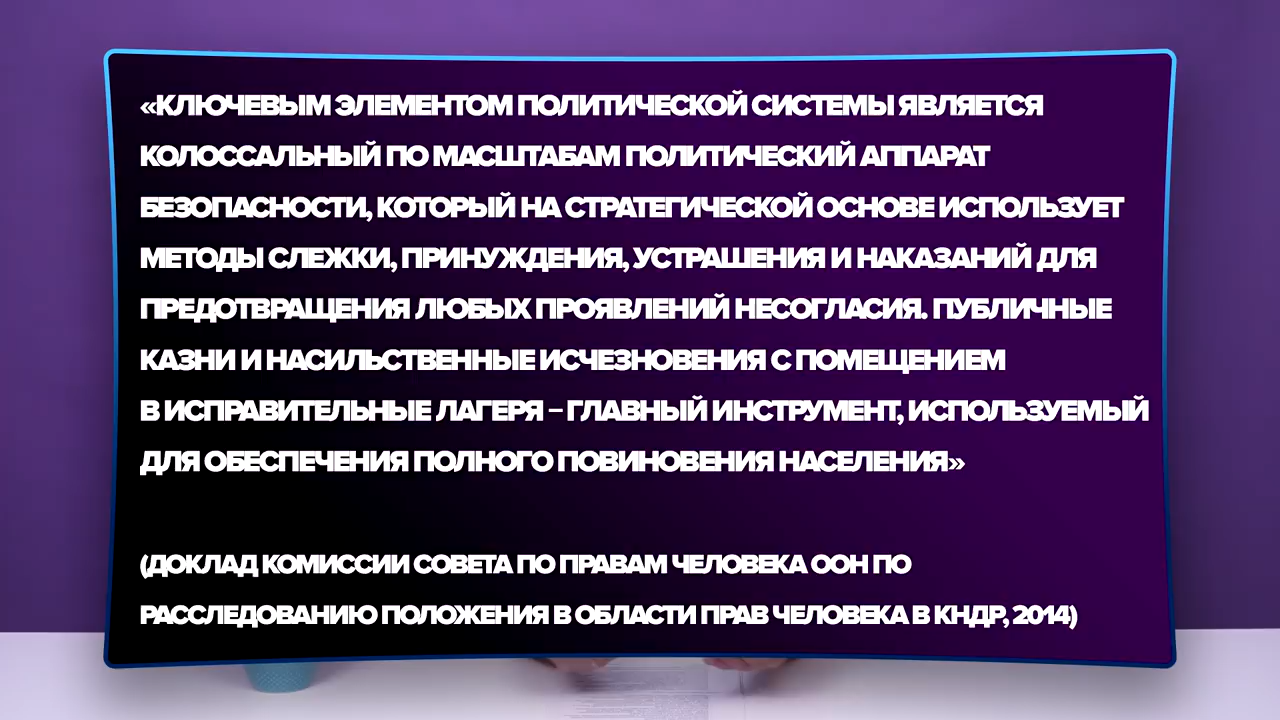 «КЛЮЧЕВЫМ ЭЛЕМЕНТОМ ПОЛИТИЧЕСКОЙ СИСТЕМЫ ЯВЛЯЕТСЯ
КОЛОССАЛЬНЫЙ ПО МАСШТАБАМ ПОЛИТИЧЕСКИЙ АППАРАТ
БЕЗОПАСНОСТИ, КОТОРЫЙ НА СТРАТЕГИЧЕСКОЙ ОСНОВЕ ИСПОЛЬЗУЕТ
МЕТОДЫ СЛЕЖКИ, ПРИНУЖДЕНИЯ, УСТРАШЕНИЯ И НАКАЗАНИЙ ДЛЯ
ПРЕДОТВРАЩЕНИЯ ЛЮБЫХ ПРОЯВЛЕНИЙ НЕСОГЛАСИЯ. ПУБЛИЧНЫЕ
КАЗНИ И НАСИЛЬСТВЕННЫЕ ИСЧЕЗНОВЕНИЯ С ПОМЕЩЕНИЕМ
В ИСПРАВИТЕЛЬНЫЕ ЛАГЕРЯ – ГЛАВНЫЙ ИНСТРУМЕНТ, ИСПОЛЬЗУЕМЫЙ
ДЛЯ ОБЕСПЕЧЕНИЯ ПОЛНОГО ПОВИНОВЕНИЯ НАСЕЛЕНИЯ»
(ДОКЛАД КОМИССИИ СОВЕТА ПО ПРАВАМ ЧЕЛОВЕКА ООН ПО
РАССЛЕДОВАНИЮ ПОЛОЖЕНИЯ В ОБЛАСТИ ПРАВ ЧЕЛОВЕКА В КНДР, 2014)